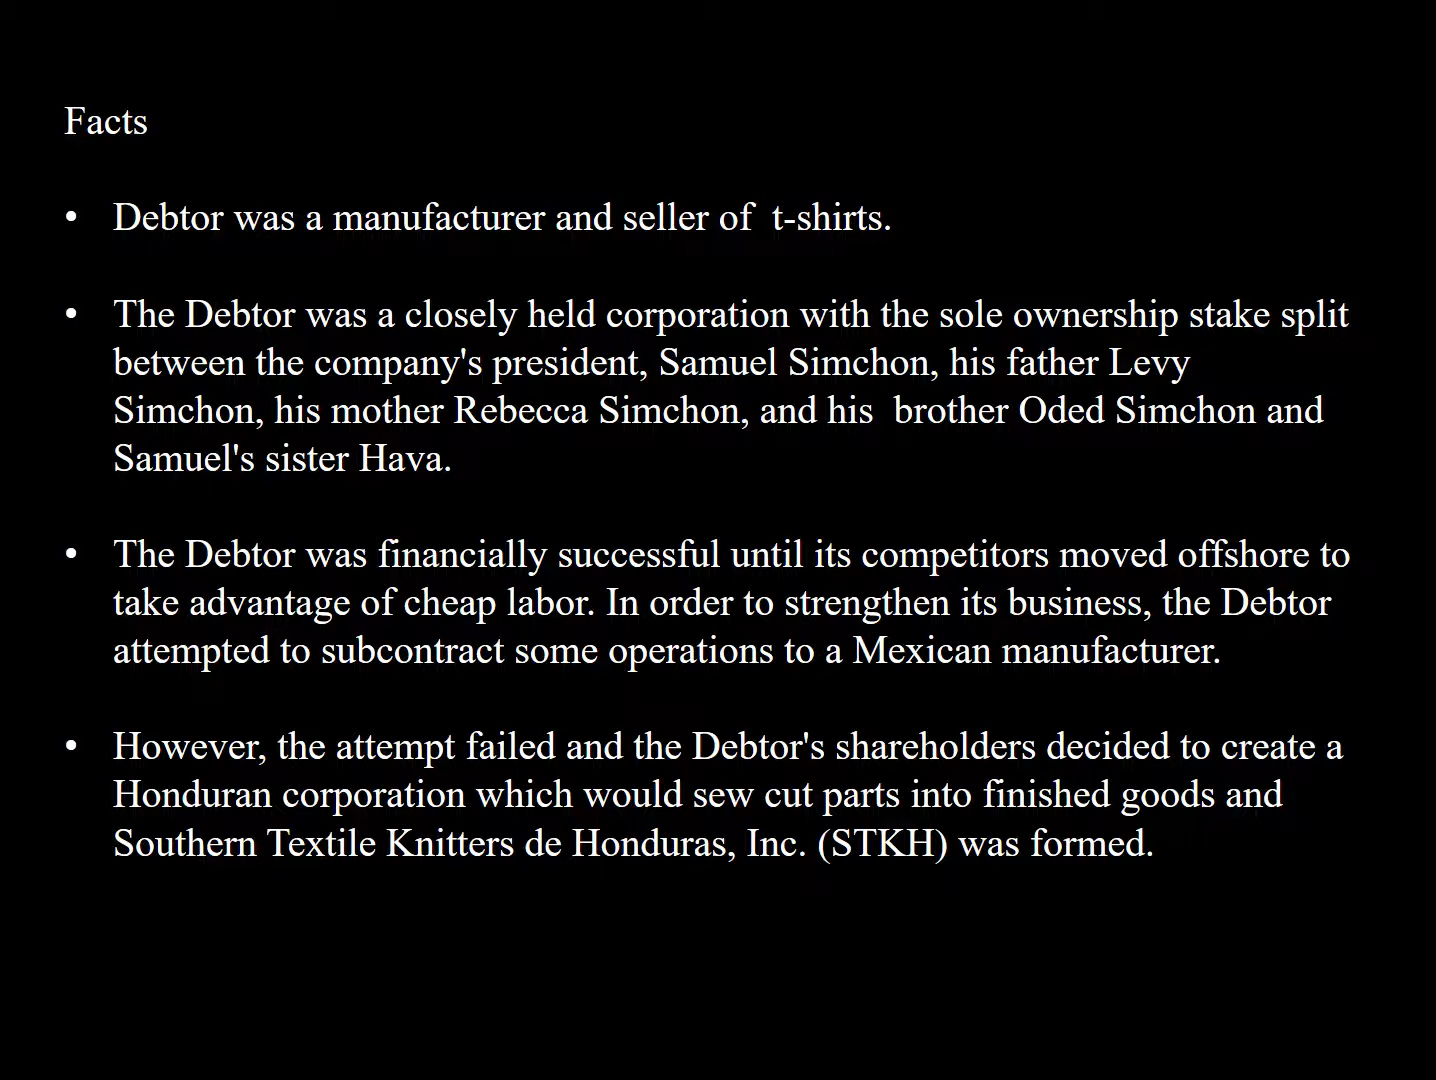 Facts
• Debtor was a manufacturer and seller of  t-shirts.
• The Debtor was a closely held corporation with the sole ownership stake split
between the company's president, Samuel Simchon, his father Levy
Simchon, his mother Rebecca Simchon, and his  brother Oded Simchon and
Samuel's sister Hava.
• The Debtor was financially successful until its competitors moved offshore to
take advantage of cheap labor. In order to strengthen its business, the Debtor
attempted to subcontract some operations to a Mexican manufacturer.
• However, the attempt failed and the Debtor's shareholders decided to create a
Honduran corporation which would sew cut parts into finished goods and
Southern Textile Knitters de Honduras, Inc. (STKH) was formed.